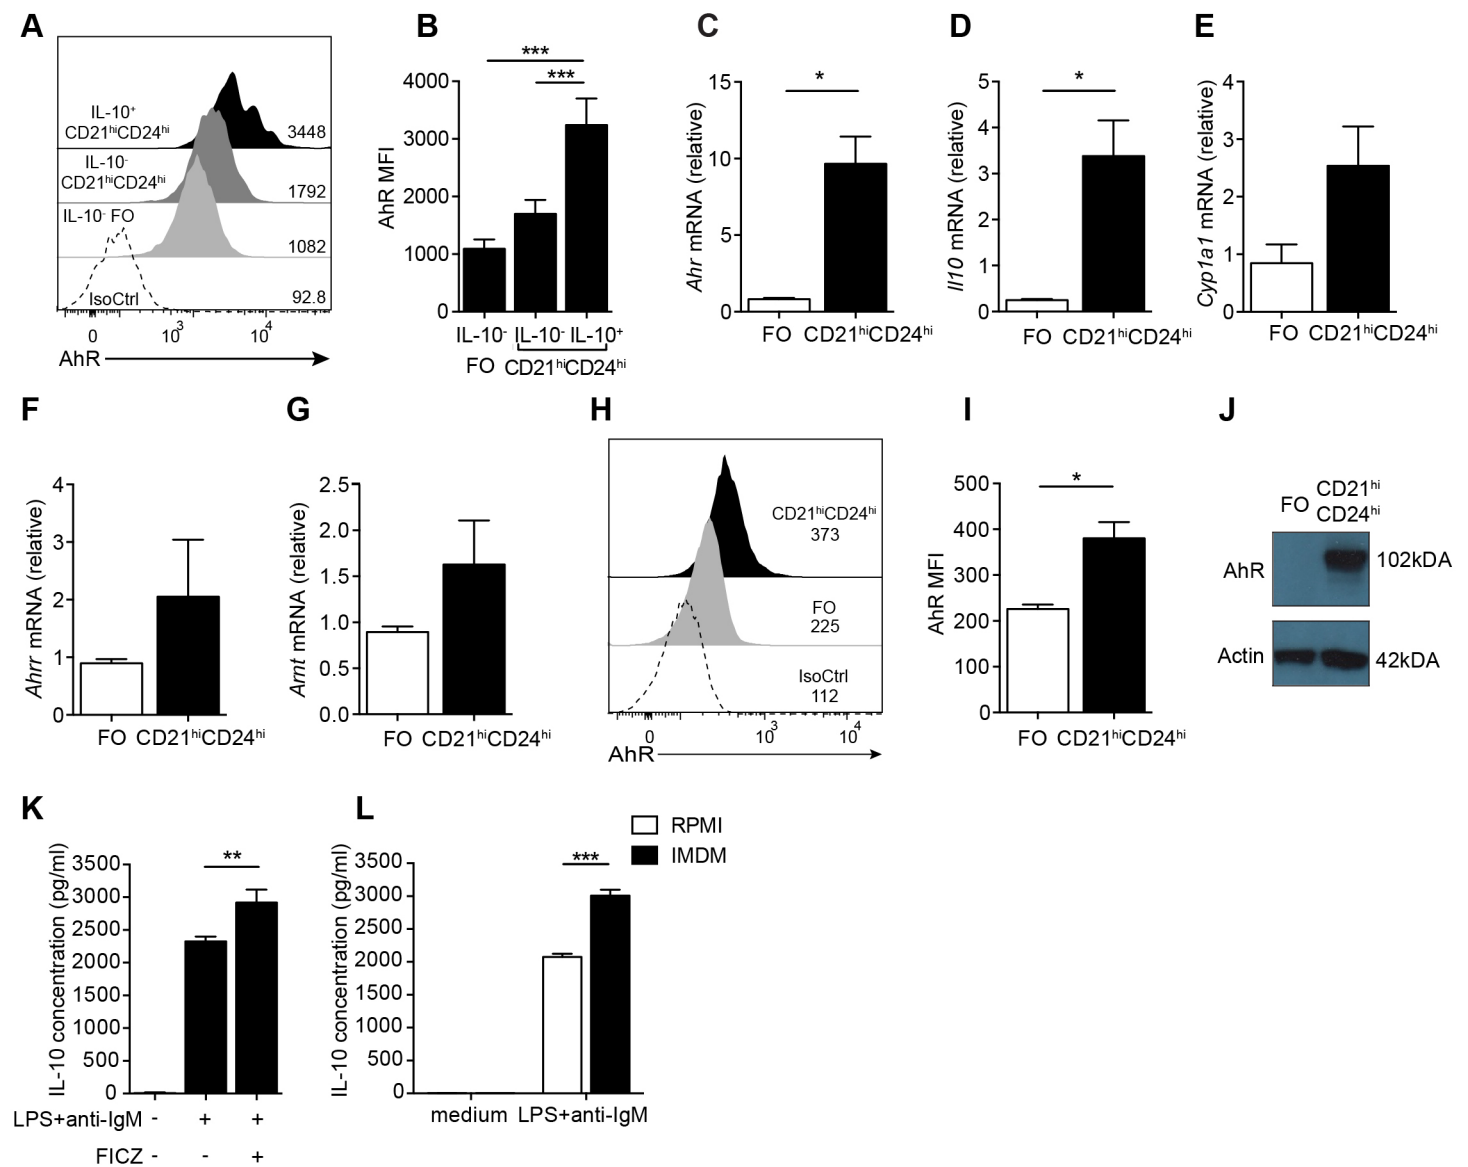 A
IL-10⁺
CD21ʰⁱCD24ʰⁱ
3448
IL-10⁻
CD21ʰⁱCD24ʰⁱ
1792
IL-10⁻ FO
1082
IsoCtrl
92.8
0 10³ 10⁴
AhR
B
***
***
AhR MFI
4000
3000
2000
1000
0
IL-10⁻ IL-10⁻ IL-10⁺
FO CD21ʰⁱCD24ʰⁱ
C
*
Ahr mRNA (relative)
15
10
5
0
FO CD21ʰⁱCD24ʰⁱ
D
*
Il10 mRNA (relative)
5
4
3
2
1
0
FO CD21ʰⁱCD24ʰⁱ
E
Cyp1a1 mRNA (relative)
4
3
2
1
0
FO CD21ʰⁱCD24ʰⁱ
F
Ahrr mRNA (relative)
4
3
2
1
0
FO CD21ʰⁱCD24ʰⁱ
G
Arnt mRNA (relative)
2.5
2.0
1.5
1.0
0.5
0.0
FO CD21ʰⁱCD24ʰⁱ
H
CD21ʰⁱCD24ʰⁱ
373
FO
225
IsoCtrl
112
0 10³ 10⁴
AhR
I
*
AhR MFI
500
400
300
200
100
0
FO CD21ʰⁱCD24ʰⁱ
J
FO CD21ʰⁱ
CD24ʰⁱ
AhR 102kDA
Actin 42kDA
K
**
IL-10 concentration (pg/ml)
3500
3000
2500
2000
1500
1000
500
0
LPS+anti-IgM - + +
FICZ - - +
L
RPMI
IMDM
***
IL-10 concentration (pg/ml)
3500
3000
2500
2000
1500
1000
500
0
medium LPS+anti-IgM